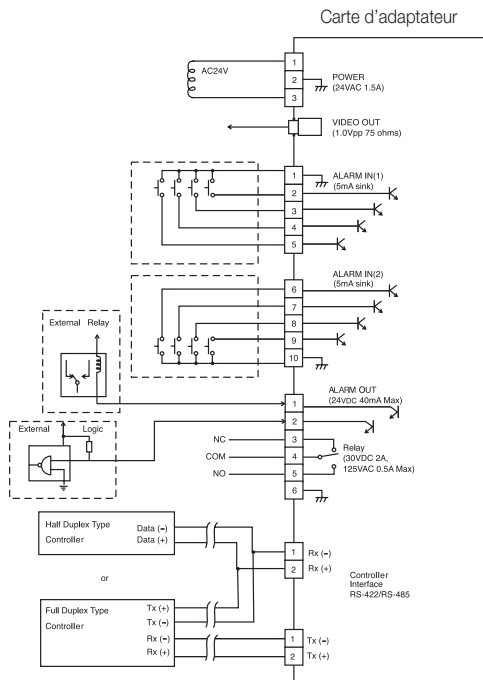 Carte d'adaptateur
AC24V
1
2
3
POWER
(24VAC 1.5A)
VIDEO OUT
(1.0Vpp 75 ohms)
1
2
3
4
5
ALARM IN(1)
(5mA sink)
6
7
8
9
10
ALARM IN(2)
(5mA sink)
External Relay
External Logic
1
2
3
4
5
6
ALARM OUT
(24VDC 40mA Max)
NC
COM
NO
Relay
(30VDC 2A,
125VAC 0.5A Max)
Half Duplex Type
Controller
Data (-)
Data (+)
or
Full Duplex Type
Contdller
Tx (+)
Tx (-)
Rx (-)
Rx (+)
1 Rx (-)
2 Rx (+)
Controller
Interface
RS-422/RS-485
1 Tx (-)
2 Tx (+)